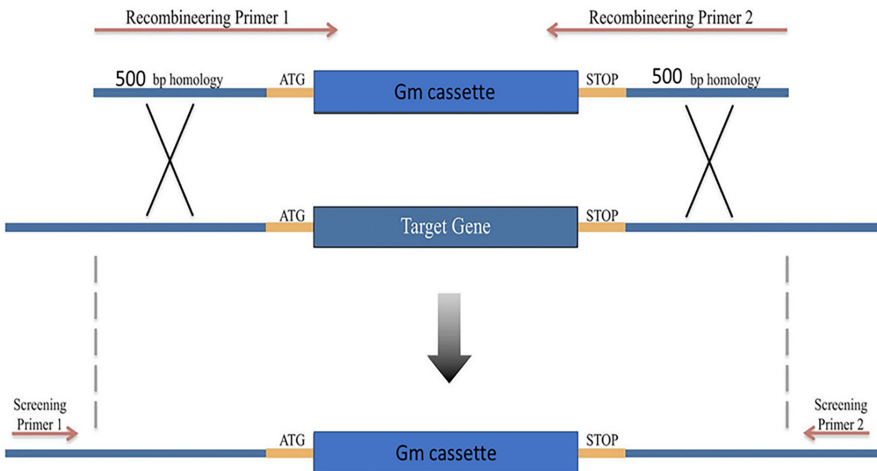 Recombineering Primer 1
Recombineering Primer 2
500 bp homology
ATG
Gm cassette
STOP
500 bp homology
ATG
Target Gene
STOP
Screening
Primer 1
ATG
Gm cassette
STOP
Screening
Primer 2